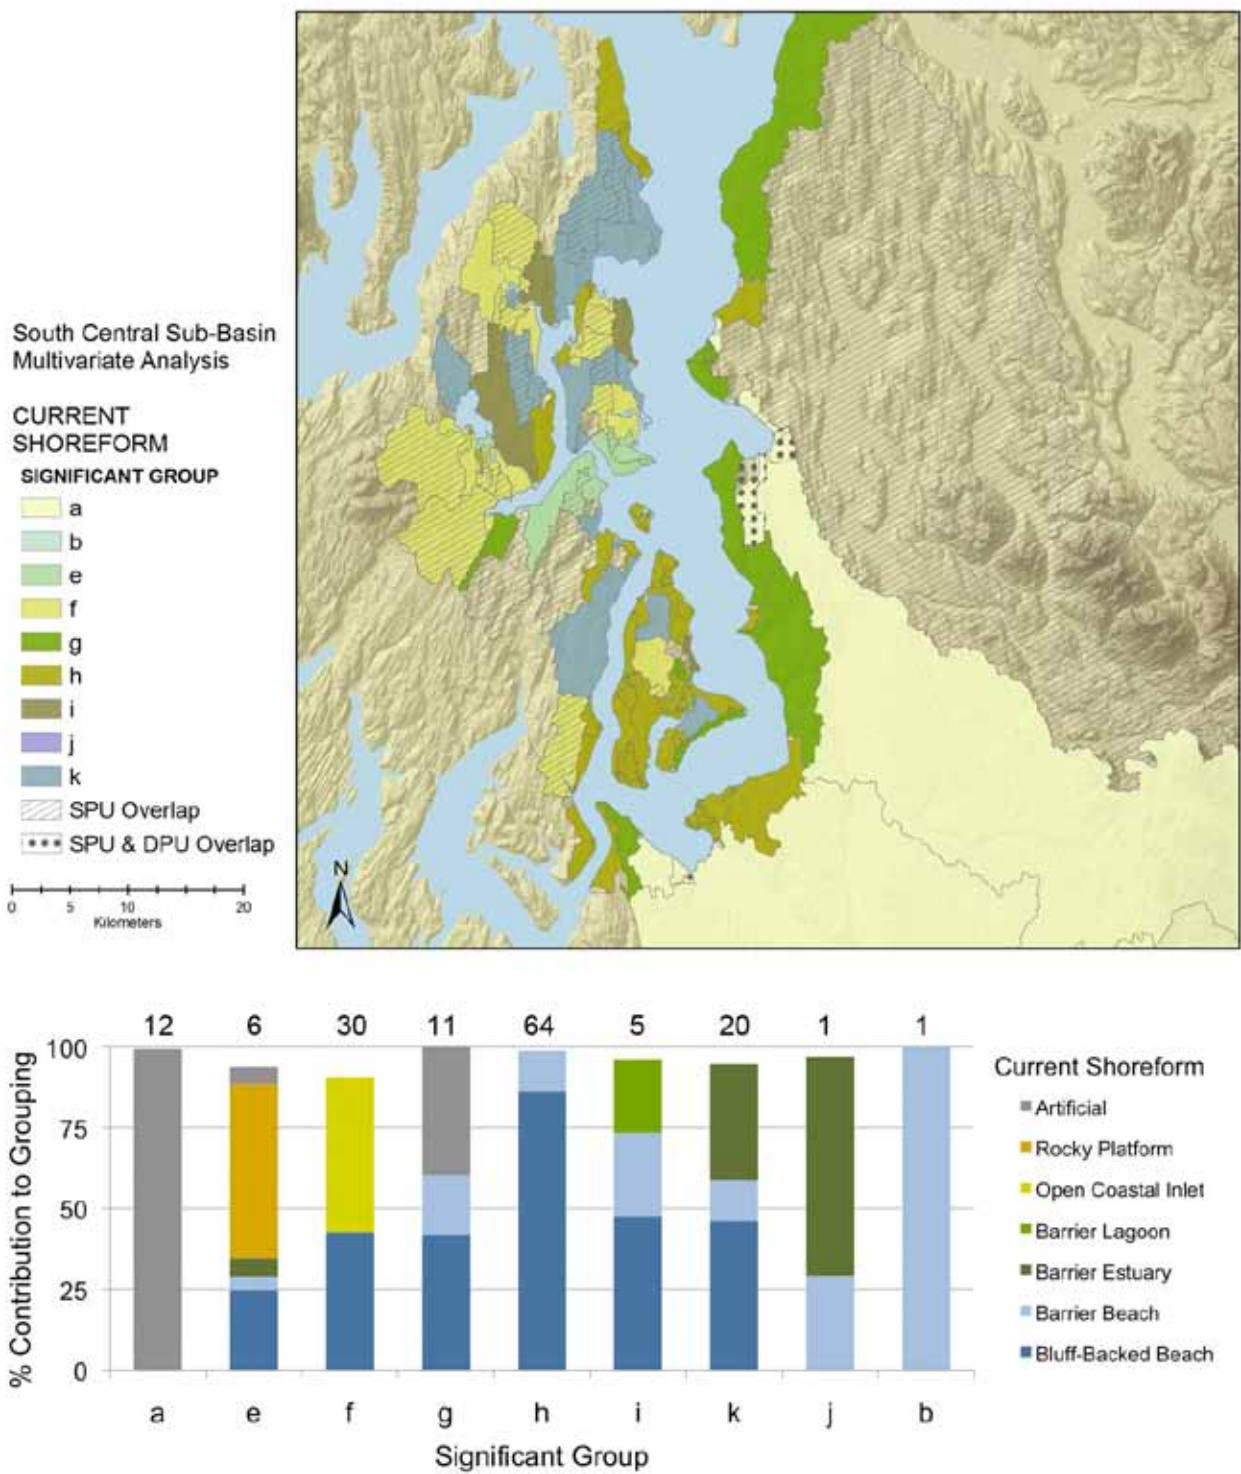 South Central Sub-Basin
Multivariate Analysis
CURRENT
SHOREFORM
SIGNIFICANT GROUP
a
b
e
f
g
h
i
j
k
SPU Overlap
SPU & DPU Overlap
N
0 5 10 20
Kilometers
12 6 30 11 64 5 20 1 1
% Contribution to Grouping
100
75
50
25
0
a e f g h i k j b
Significant Group
Current Shoreform
Artificial
Rocky Platform
Open Coastal Inlet
Barrier Lagoon
Barrier Estuary
Barrier Beach
Bluff-Backed Beach